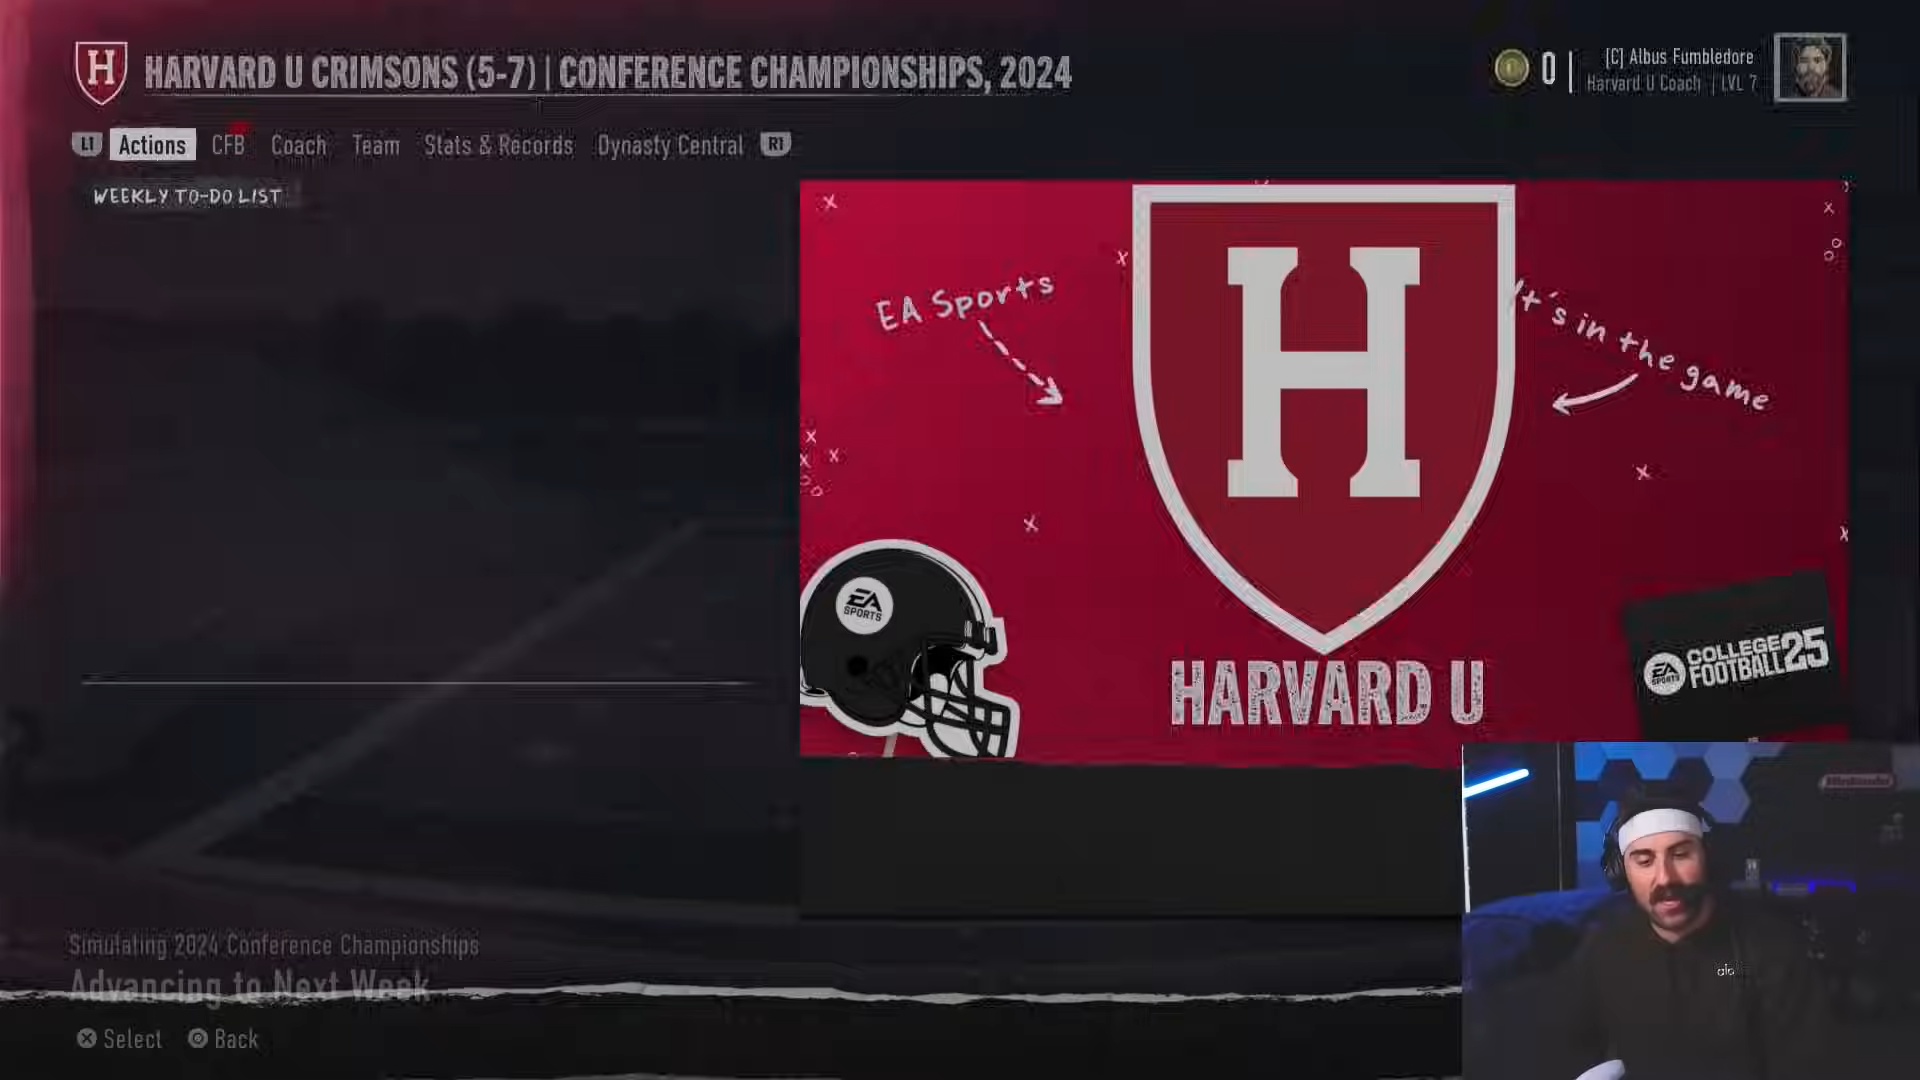 H HARVARD U CRIMSONS (5-7) | CONFERENCE CHAMPIONSHIPS, 2024
0 | [C] Albus Fumbledore
Harvard U Coach | LVL 7
L1 Actions CFB Coach Team Stats & Records Dynasty Central R1
WEEKLY TO-DO LIST
EA Sports
It's in the game
H
EA SPORTS
HARVARD U
EA SPORTS COLLEGE FOOTBALL 25
Simulating 2024 Conference Championships
Advancing to Next Week
Select Back